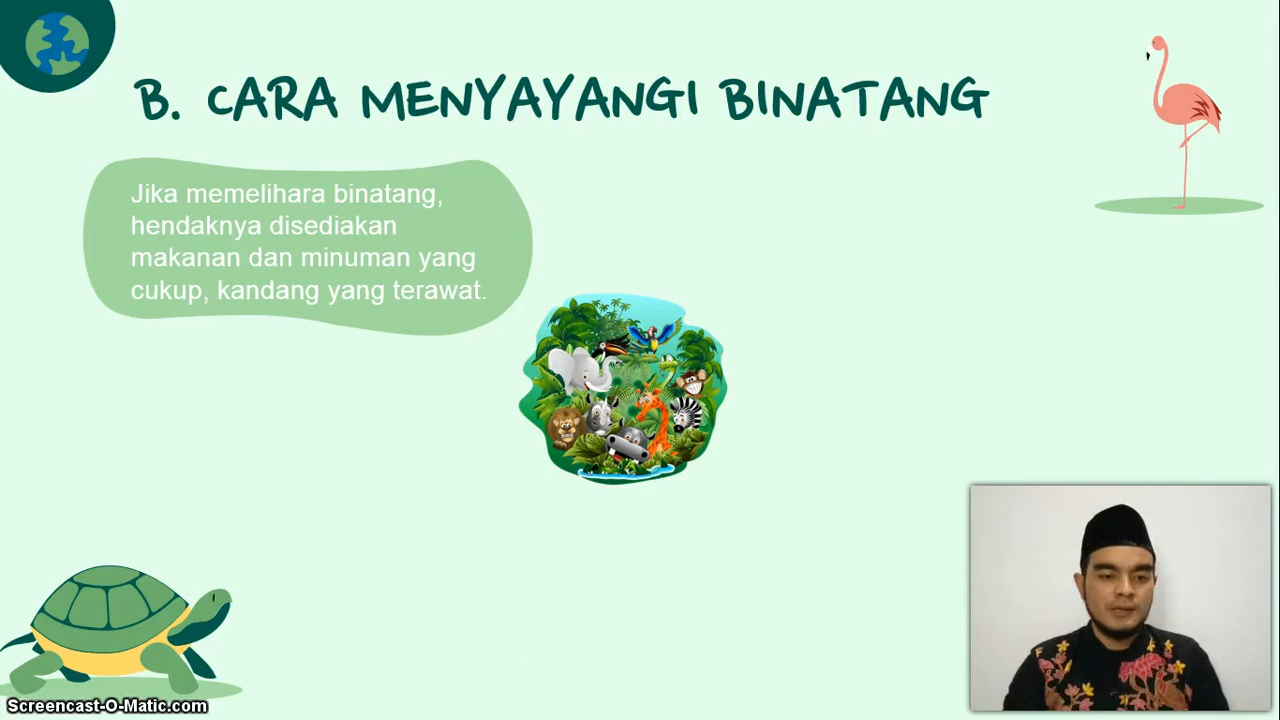 B. CARA MENYAYANGI BINATANG
Jika memelihara binatang,
hendaknya disediakan
makanan dan minuman yang
cukup, kandang yang terawat.
Screencast-O-Matic.com